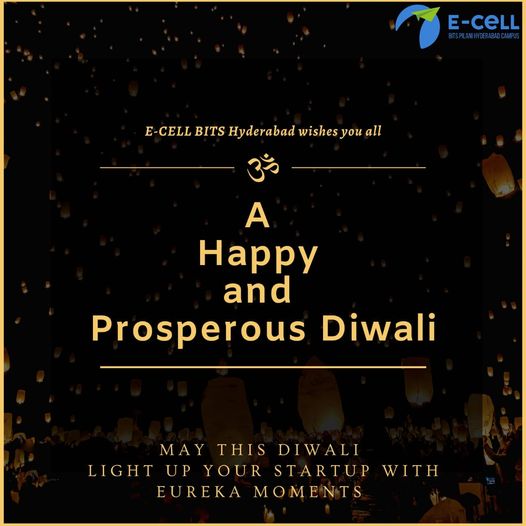 E-CELL
BITS PILANI HYDERABAD CAMPUS
E-CELL BITS Hyderabad wishes you all
ॐ
A
Happy
and
Prosperous Diwali
MAY THIS DIWALI
LIGHT UP YOUR STARTUP WITH
EUREKA MOMENTS